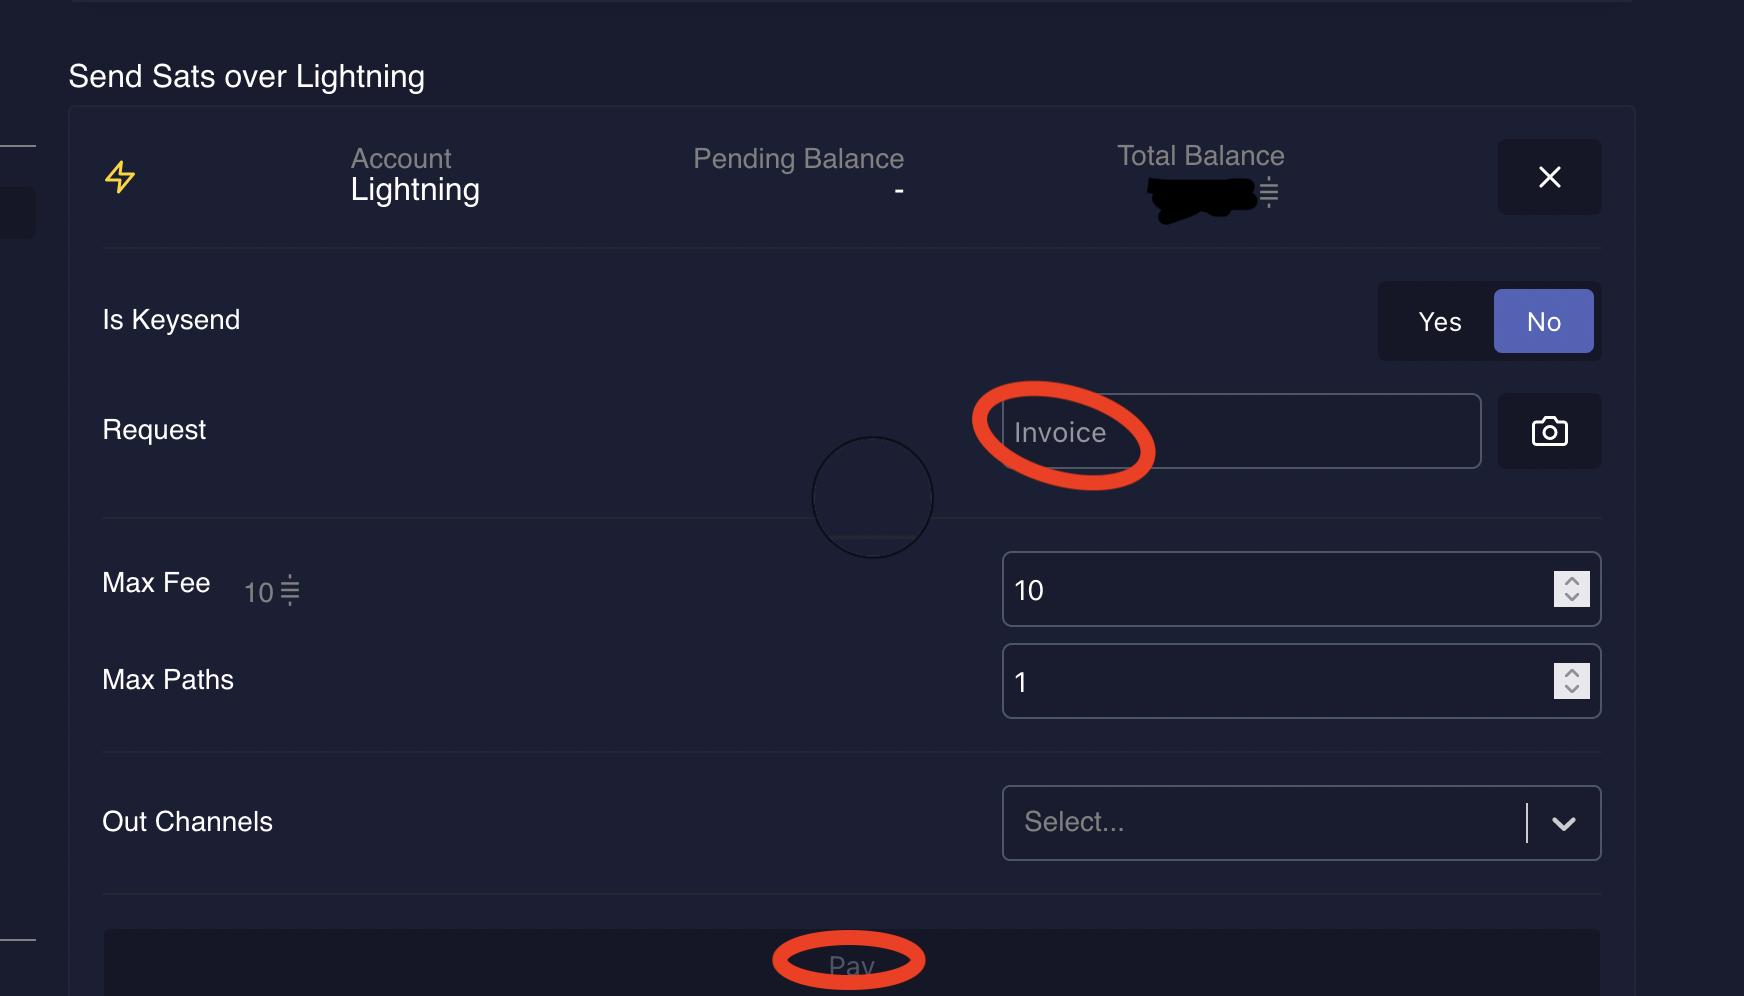 Send Sats over Lightning
Account
Lightning
Pending Balance
-
Total Balance
Is Keysend
Yes
No
Request
Invoice
Max Fee
10
10
Max Paths
1
Out Channels
Select...
Pay